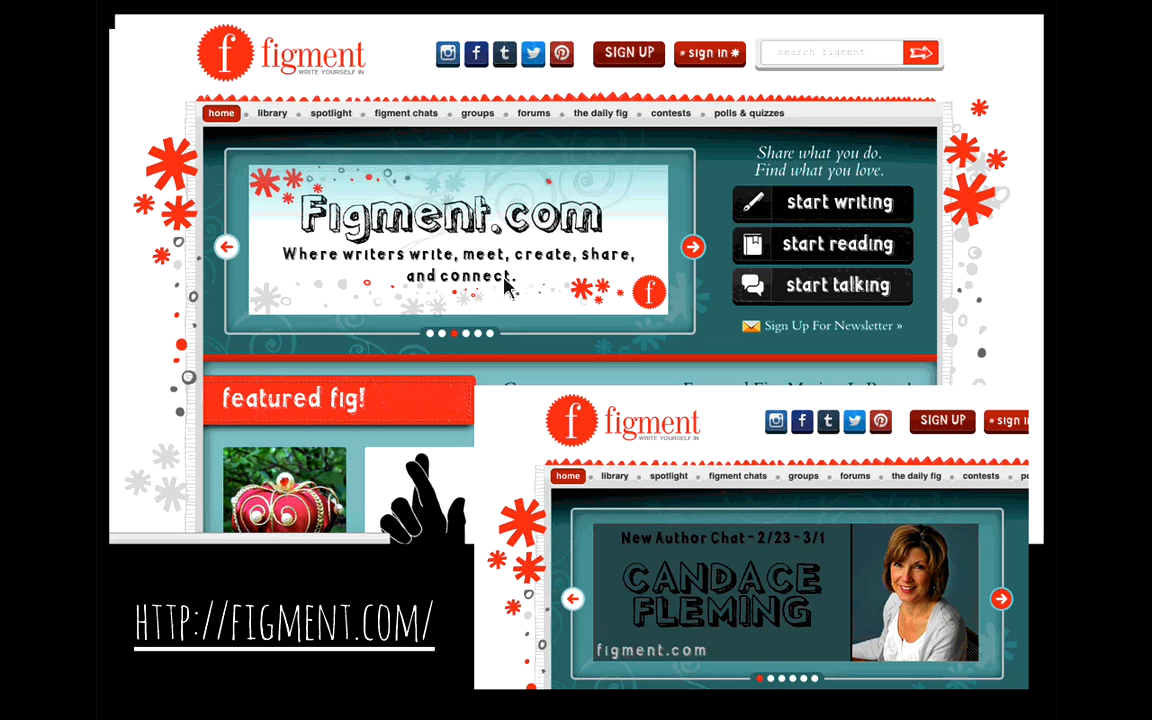 f figment
WRITE YOURSELF IN
SIGN UP
sign in
search figment
home library spotlight figment chats groups forums the daily fig contests polls & quizzes
Share what you do.
Find what you love.
Figment.com
Where writers write, meet, create, share,
and connect.
start writing
start reading
start talking
Sign Up For Newsletter »
featured fig!
f figment
WRITE YOURSELF IN
SIGN UP
sign in
home library spotlight figment chats groups forums the daily fig contests
New Author Chat - 2/23 - 3/1
CANDACE
FLEMING
figment.com
HTTP://FIGMENT.COM/